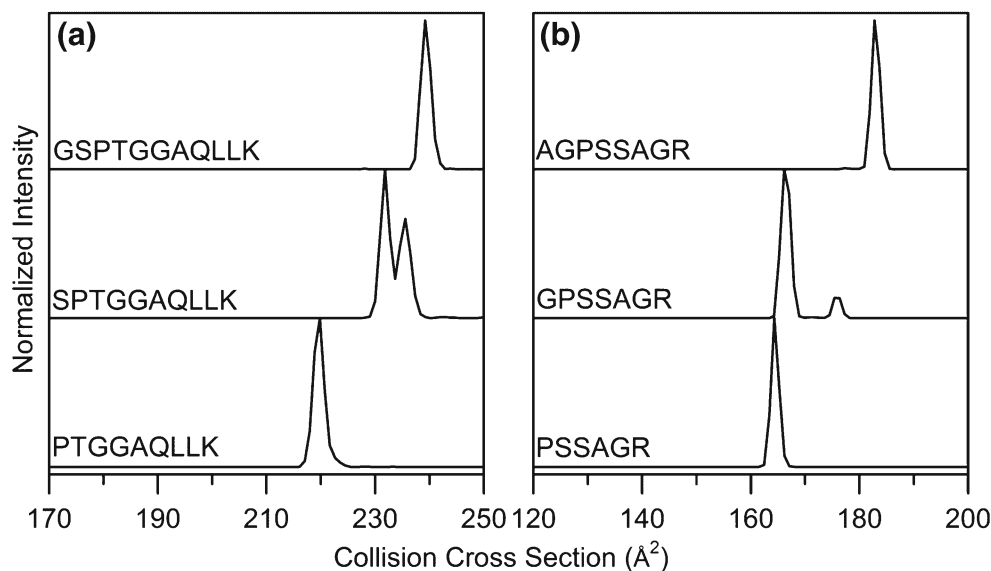 (a)
GSPTGGAQLLK
SPTGGAQLLK
PTGGAQLLK
(b)
AGPSSAGR
GPSSAGR
PSSAGR
Normalized Intensity
170 190 210 230 250 120 140 160 180 200
Collision Cross Section (Å²)